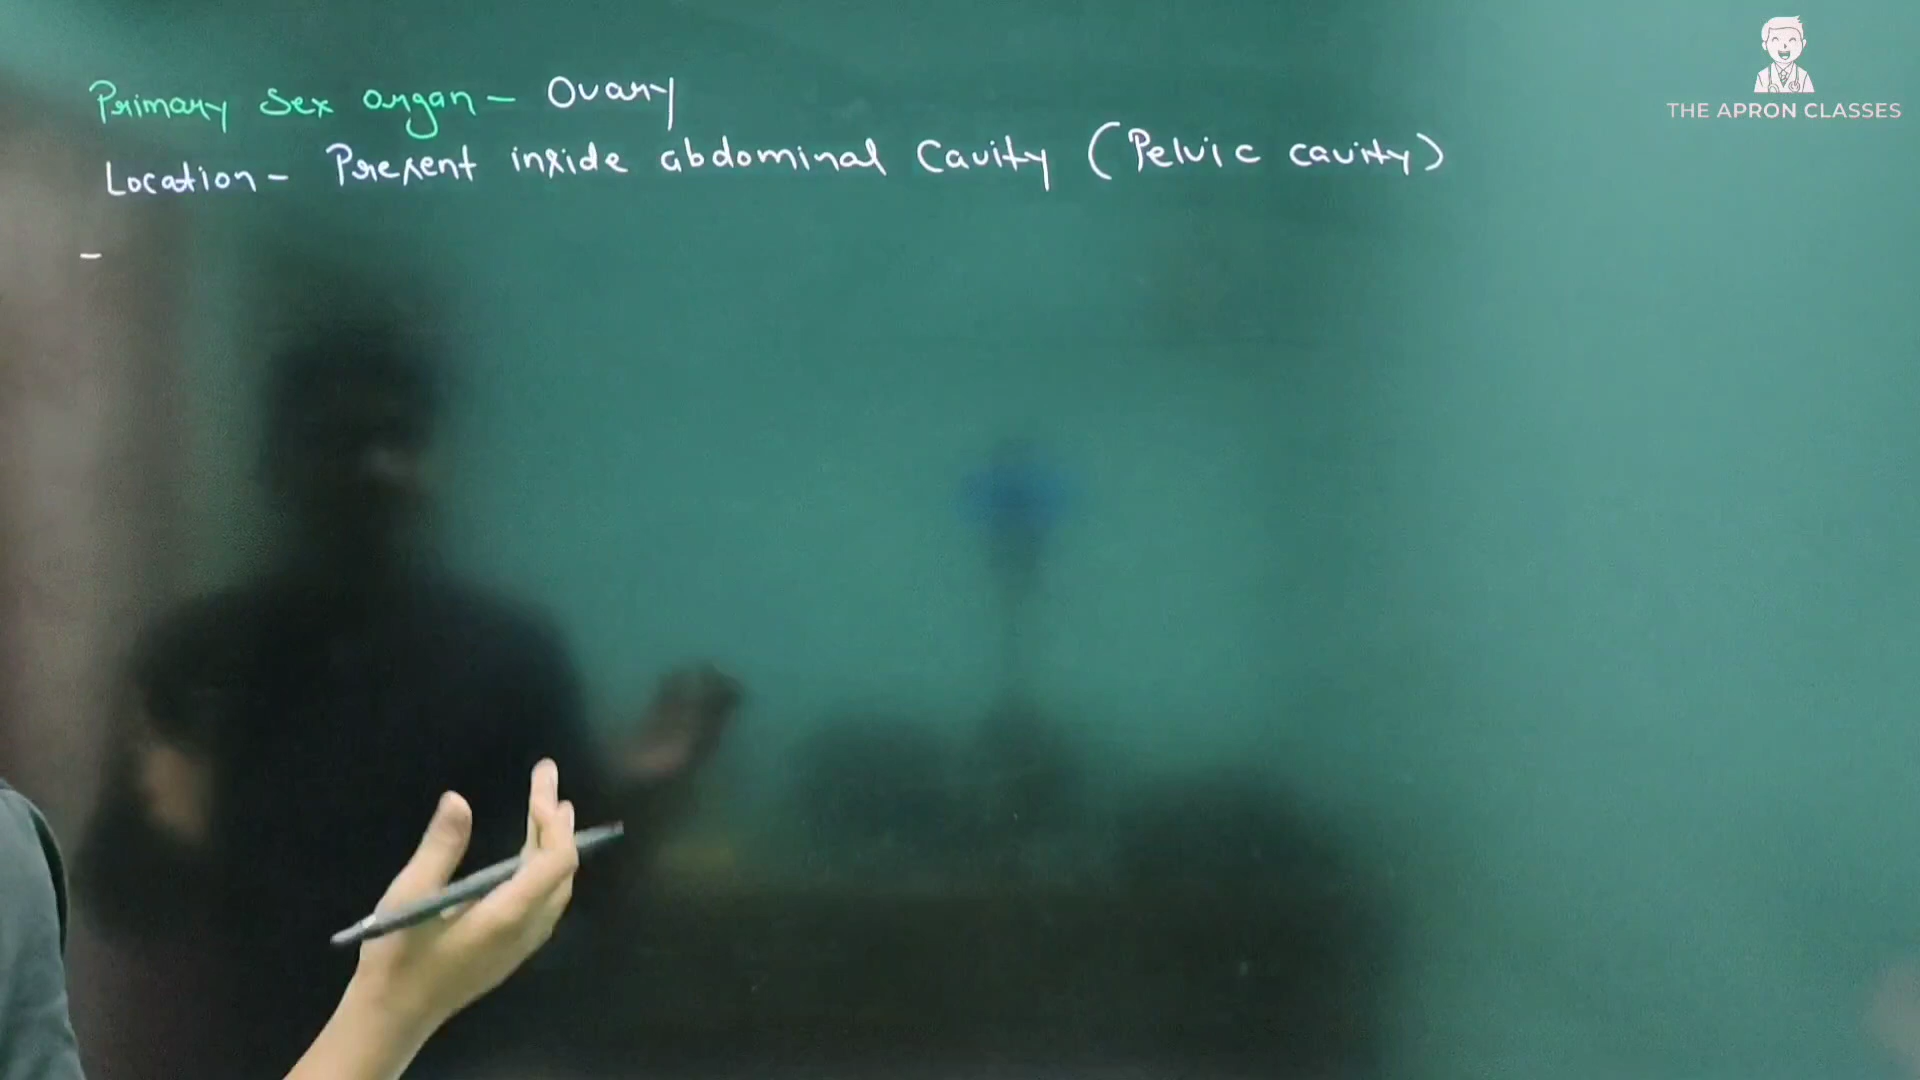 Primary Sex organ - Ovary
Location - Present inside abdominal Cavity (Pelvic cavity)
-
THE APRON CLASSES